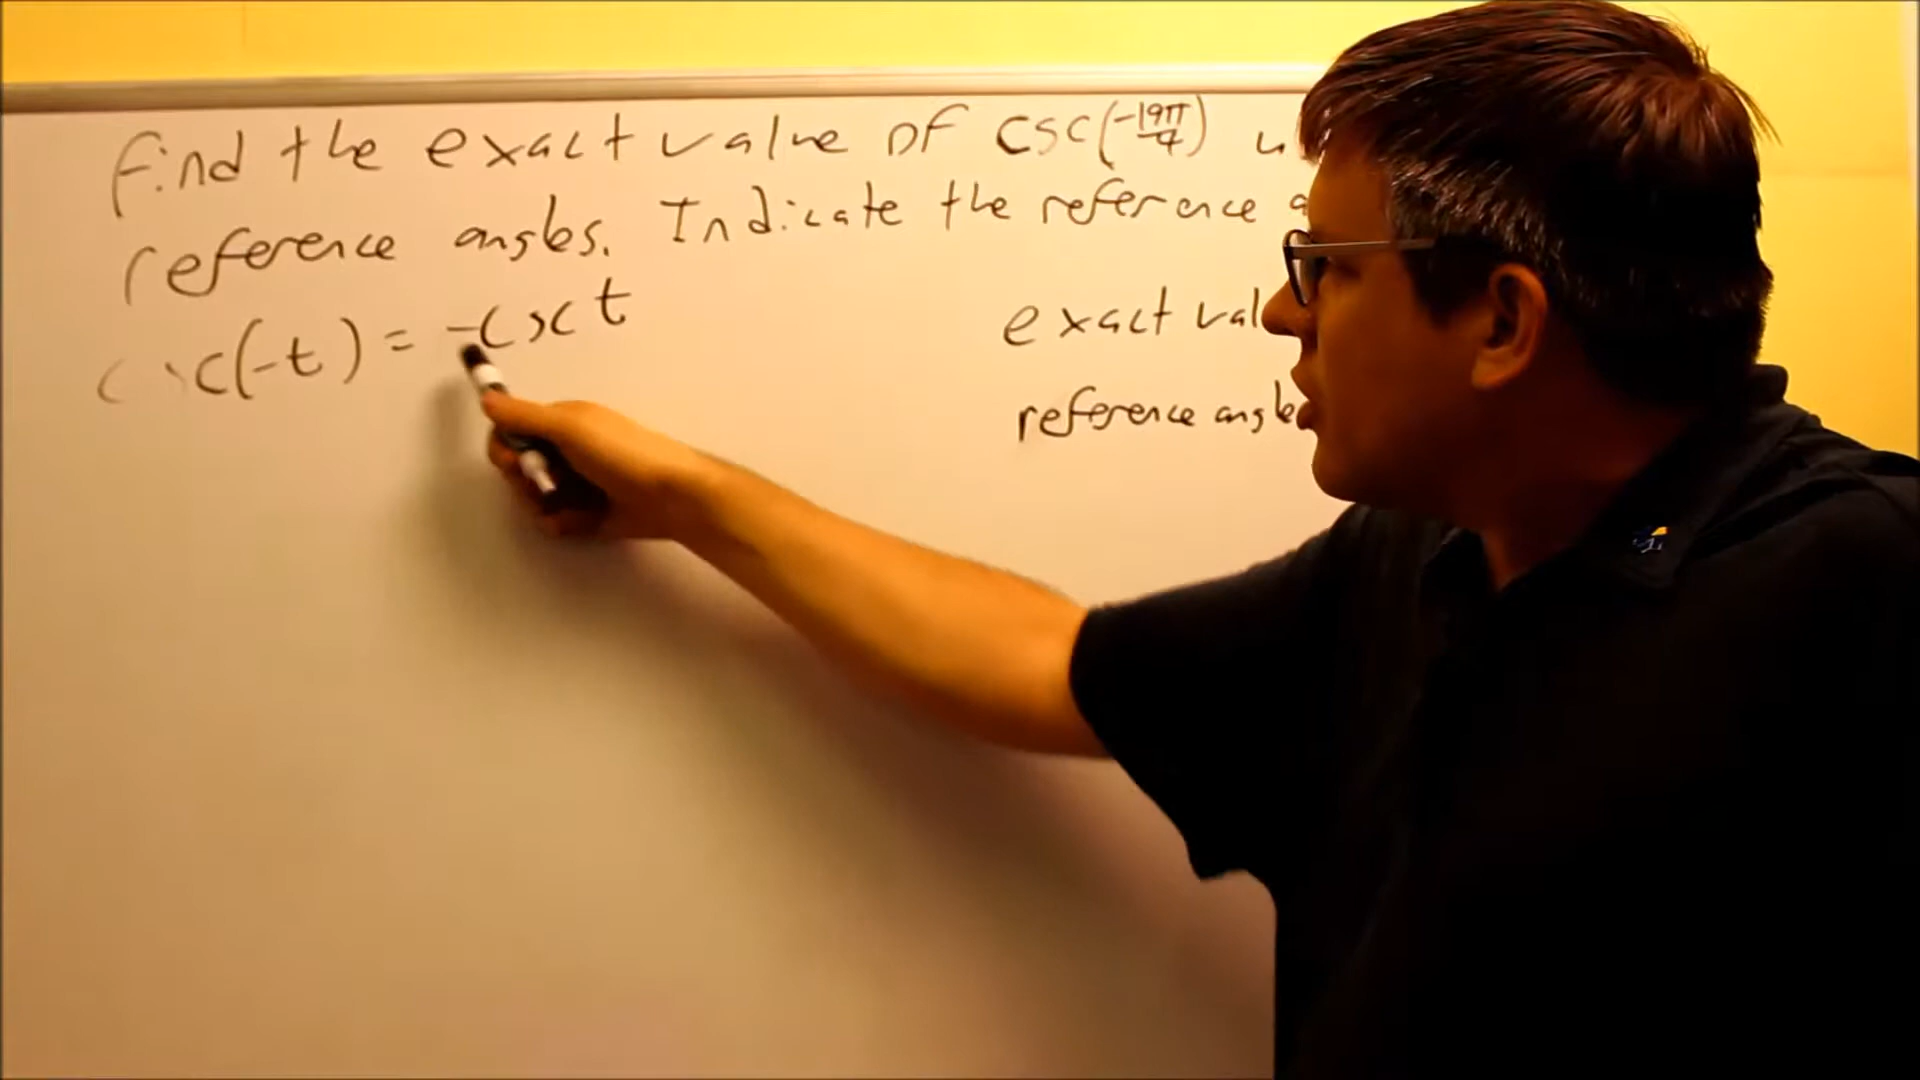 Find the exact value of csc(-19π/4)
reference angles. Indicate the reference
csc(-t) = -csc t
exact val
reference angle